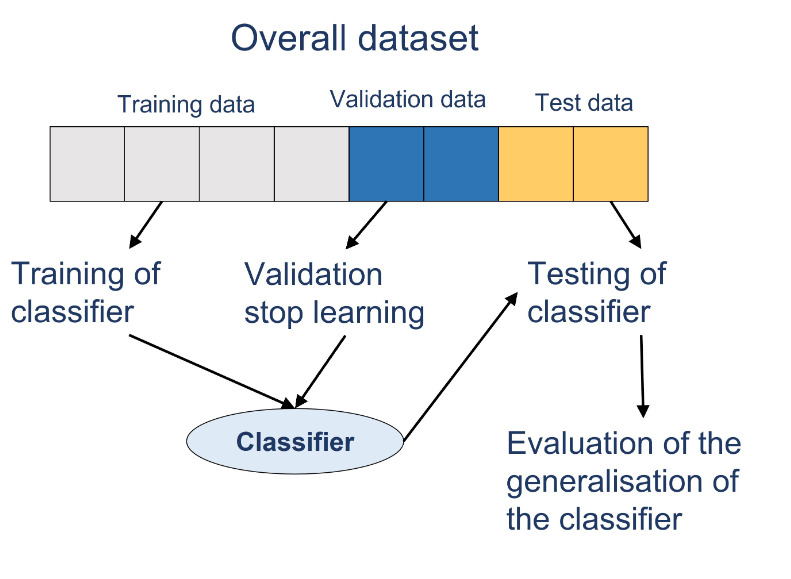 Overall dataset
Training data
Validation data
Test data
Training of
classifier
Validation
stop learning
Testing of
classifier
Classifier
Evaluation of the
generalisation of
the classifier